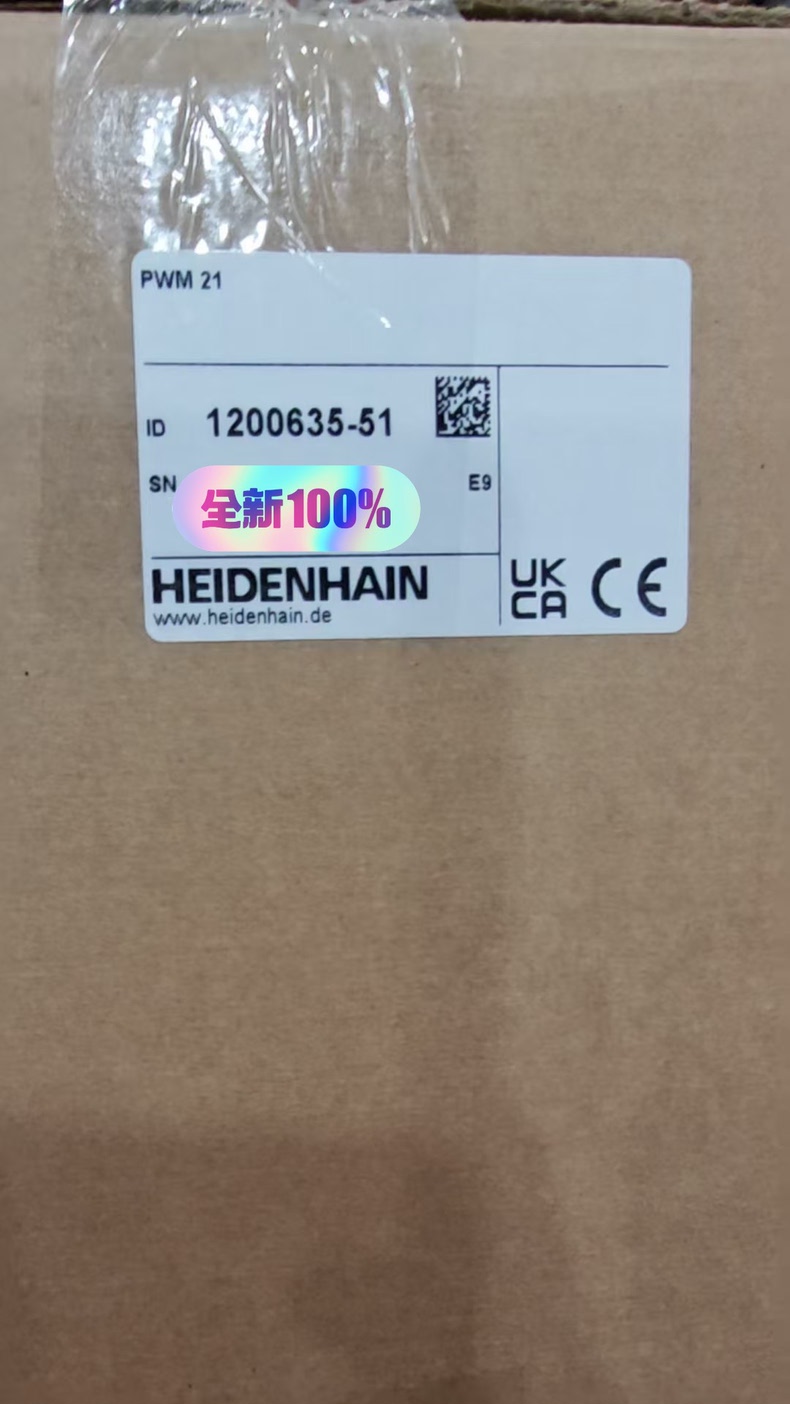 PWM 21
ID 1200635-51
SN 全新100% E9
HEIDENHAIN
www.heidenhain.de
UK
CA CE